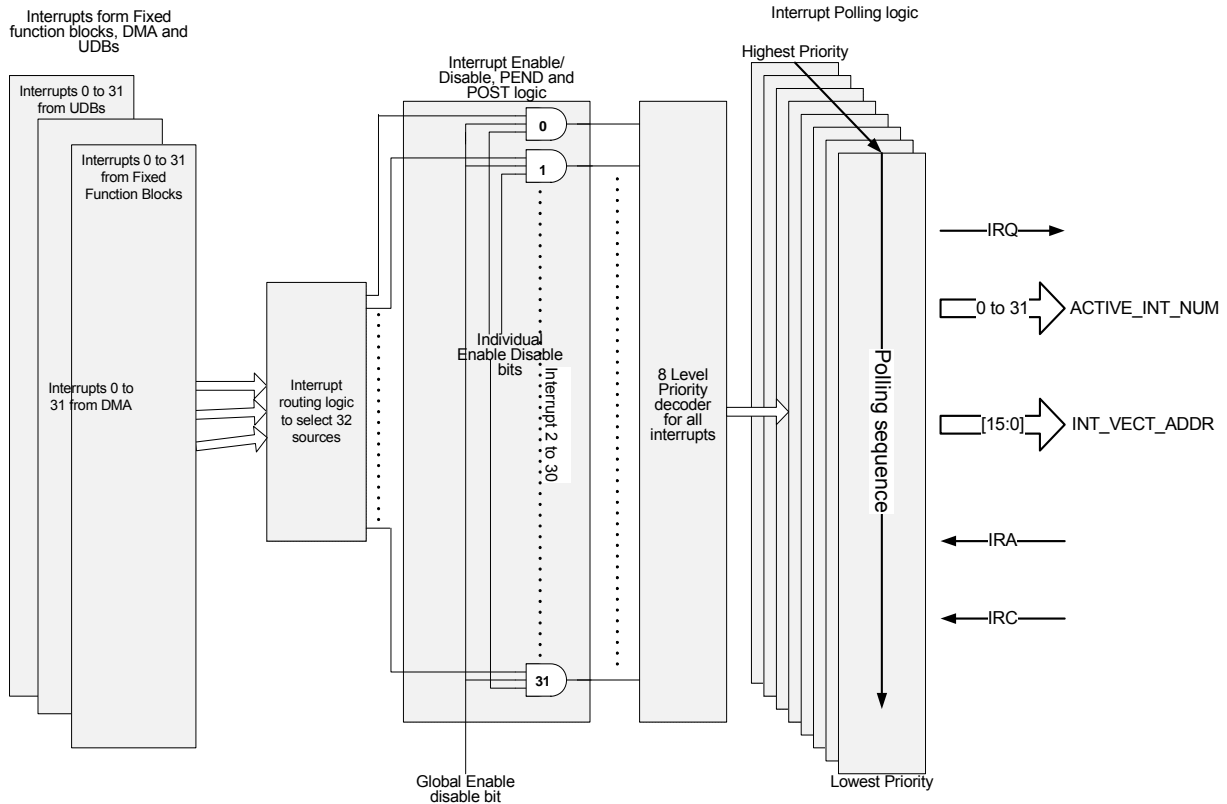 Interrupts form Fixed
function blocks, DMA and
UDBs
Interrupt Polling logic
Highest Priority
Interrupt Enable/
Disable, PEND and
POST logic
Interrupts 0 to 31
from UDBs
Interrupts 0 to 31
from Fixed
Function Blocks
Interrupts 0 to
31 from DMA
Interrupt
routing logic
to select 32
sources
0
1
Individual
Enable Disable
bits
Interrupt 2 to 30
31
Global Enable
disable bit
8 Level
Priority
decoder
for all
interrupts
Polling sequence
Lowest Priority
IRQ
0 to 31 ACTIVE_INT_NUM
[15:0] INT_VECT_ADDR
IRA
IRC